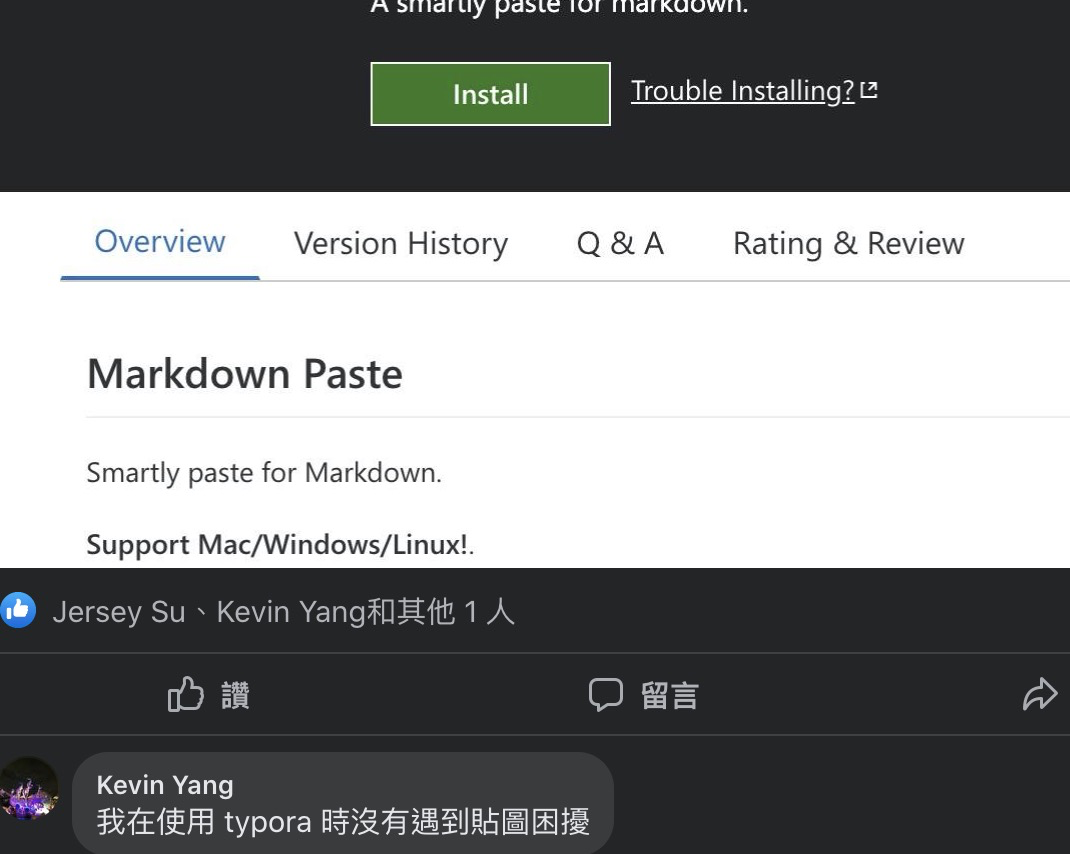 A smartly paste for markdown.
Install
Trouble Installing?
Overview
Version History
Q & A
Rating & Review
Markdown Paste
Smartly paste for Markdown.
Support Mac/Windows/Linux!.
Jersey Su、Kevin Yang和其他 1 人
讚
留言
Kevin Yang
我在使用 typora 時沒有遇到貼圖困擾